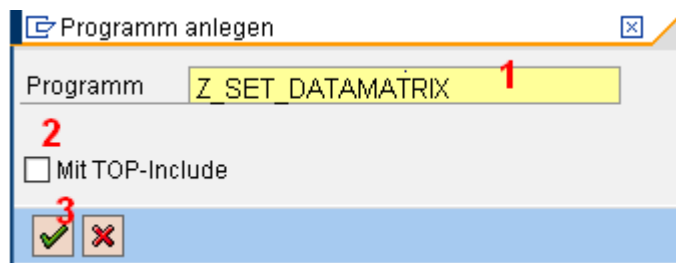 Programm anlegen
Programm Z_SET_DATAMATRIX 1
2
Mit TOP-Include
3